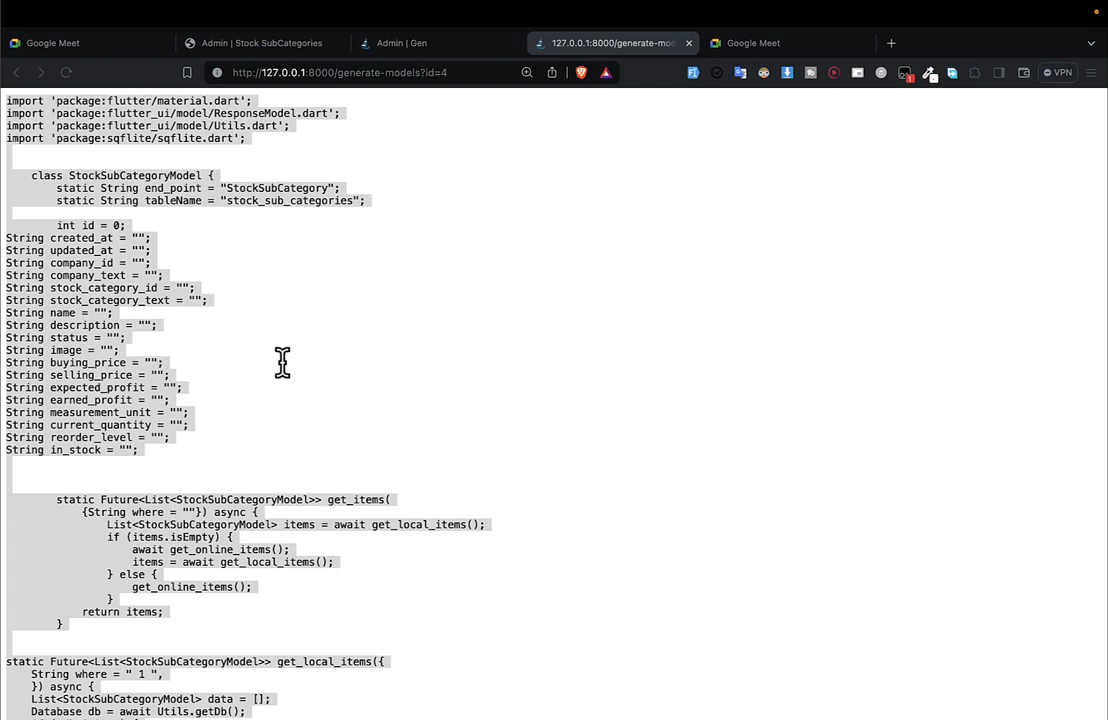 Google Meet
Admin | Stock SubCategories
Admin | Gen
127.0.0.1:8000/generate-mod
Google Meet
http://127.0.0.1:8000/generate-models?id=4
1
VPN
import 'package:flutter/material.dart';
import 'package:flutter_ui/model/ResponseModel.dart';
import 'package:flutter_ui/model/Utils.dart';
import 'package:sqflite/sqflite.dart';
class StockSubCategoryModel {
static String end_point = "StockSubCategory";
static String tableName = "stock_sub_categories";
int id = 0;
String created_at = "";
String updated_at = "";
String company_id = "";
String company_text = "";
String stock_category_id = "";
String stock_category_text = "";
String name = "";
String description = "";
String status = "";
String image = "";
String buying_price = "";
String selling_price = "";
String expected_profit = "";
String earned_profit = "";
String measurement_unit = "";
String current_quantity = "";
String reorder_level = "";
String in_stock = "";
static Future<List<StockSubCategoryModel>> get_items(
{String where = ""}) async {
List<StockSubCategoryModel> items = await get_local_items();
if (items.isEmpty) {
await get_online_items();
items = await get_local_items();
} else {
get_online_items();
}
return items;
}
static Future<List<StockSubCategoryModel>> get_local_items({
String where = " 1 ",
}) async {
List<StockSubCategoryModel> data = [];
Database db = await Utils.getDb();